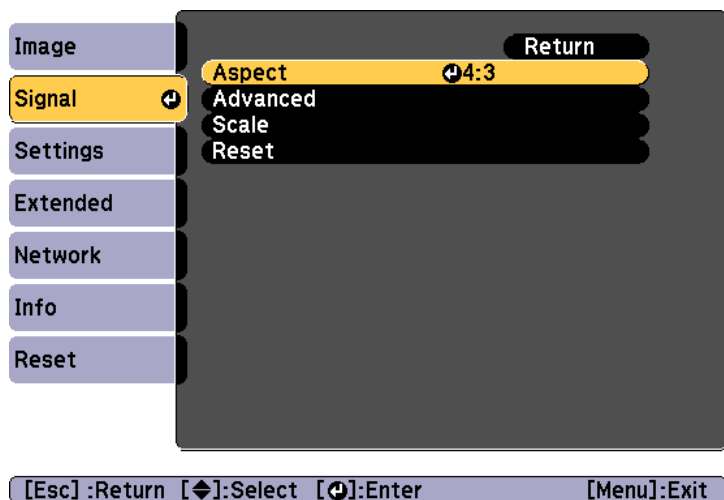 Image
Signal
Settings
Extended
Network
Info
Reset
Return
Aspect 4:3
Advanced
Scale
Reset
[Esc] :Return [◆]:Select [⏎]:Enter [Menu]:Exit